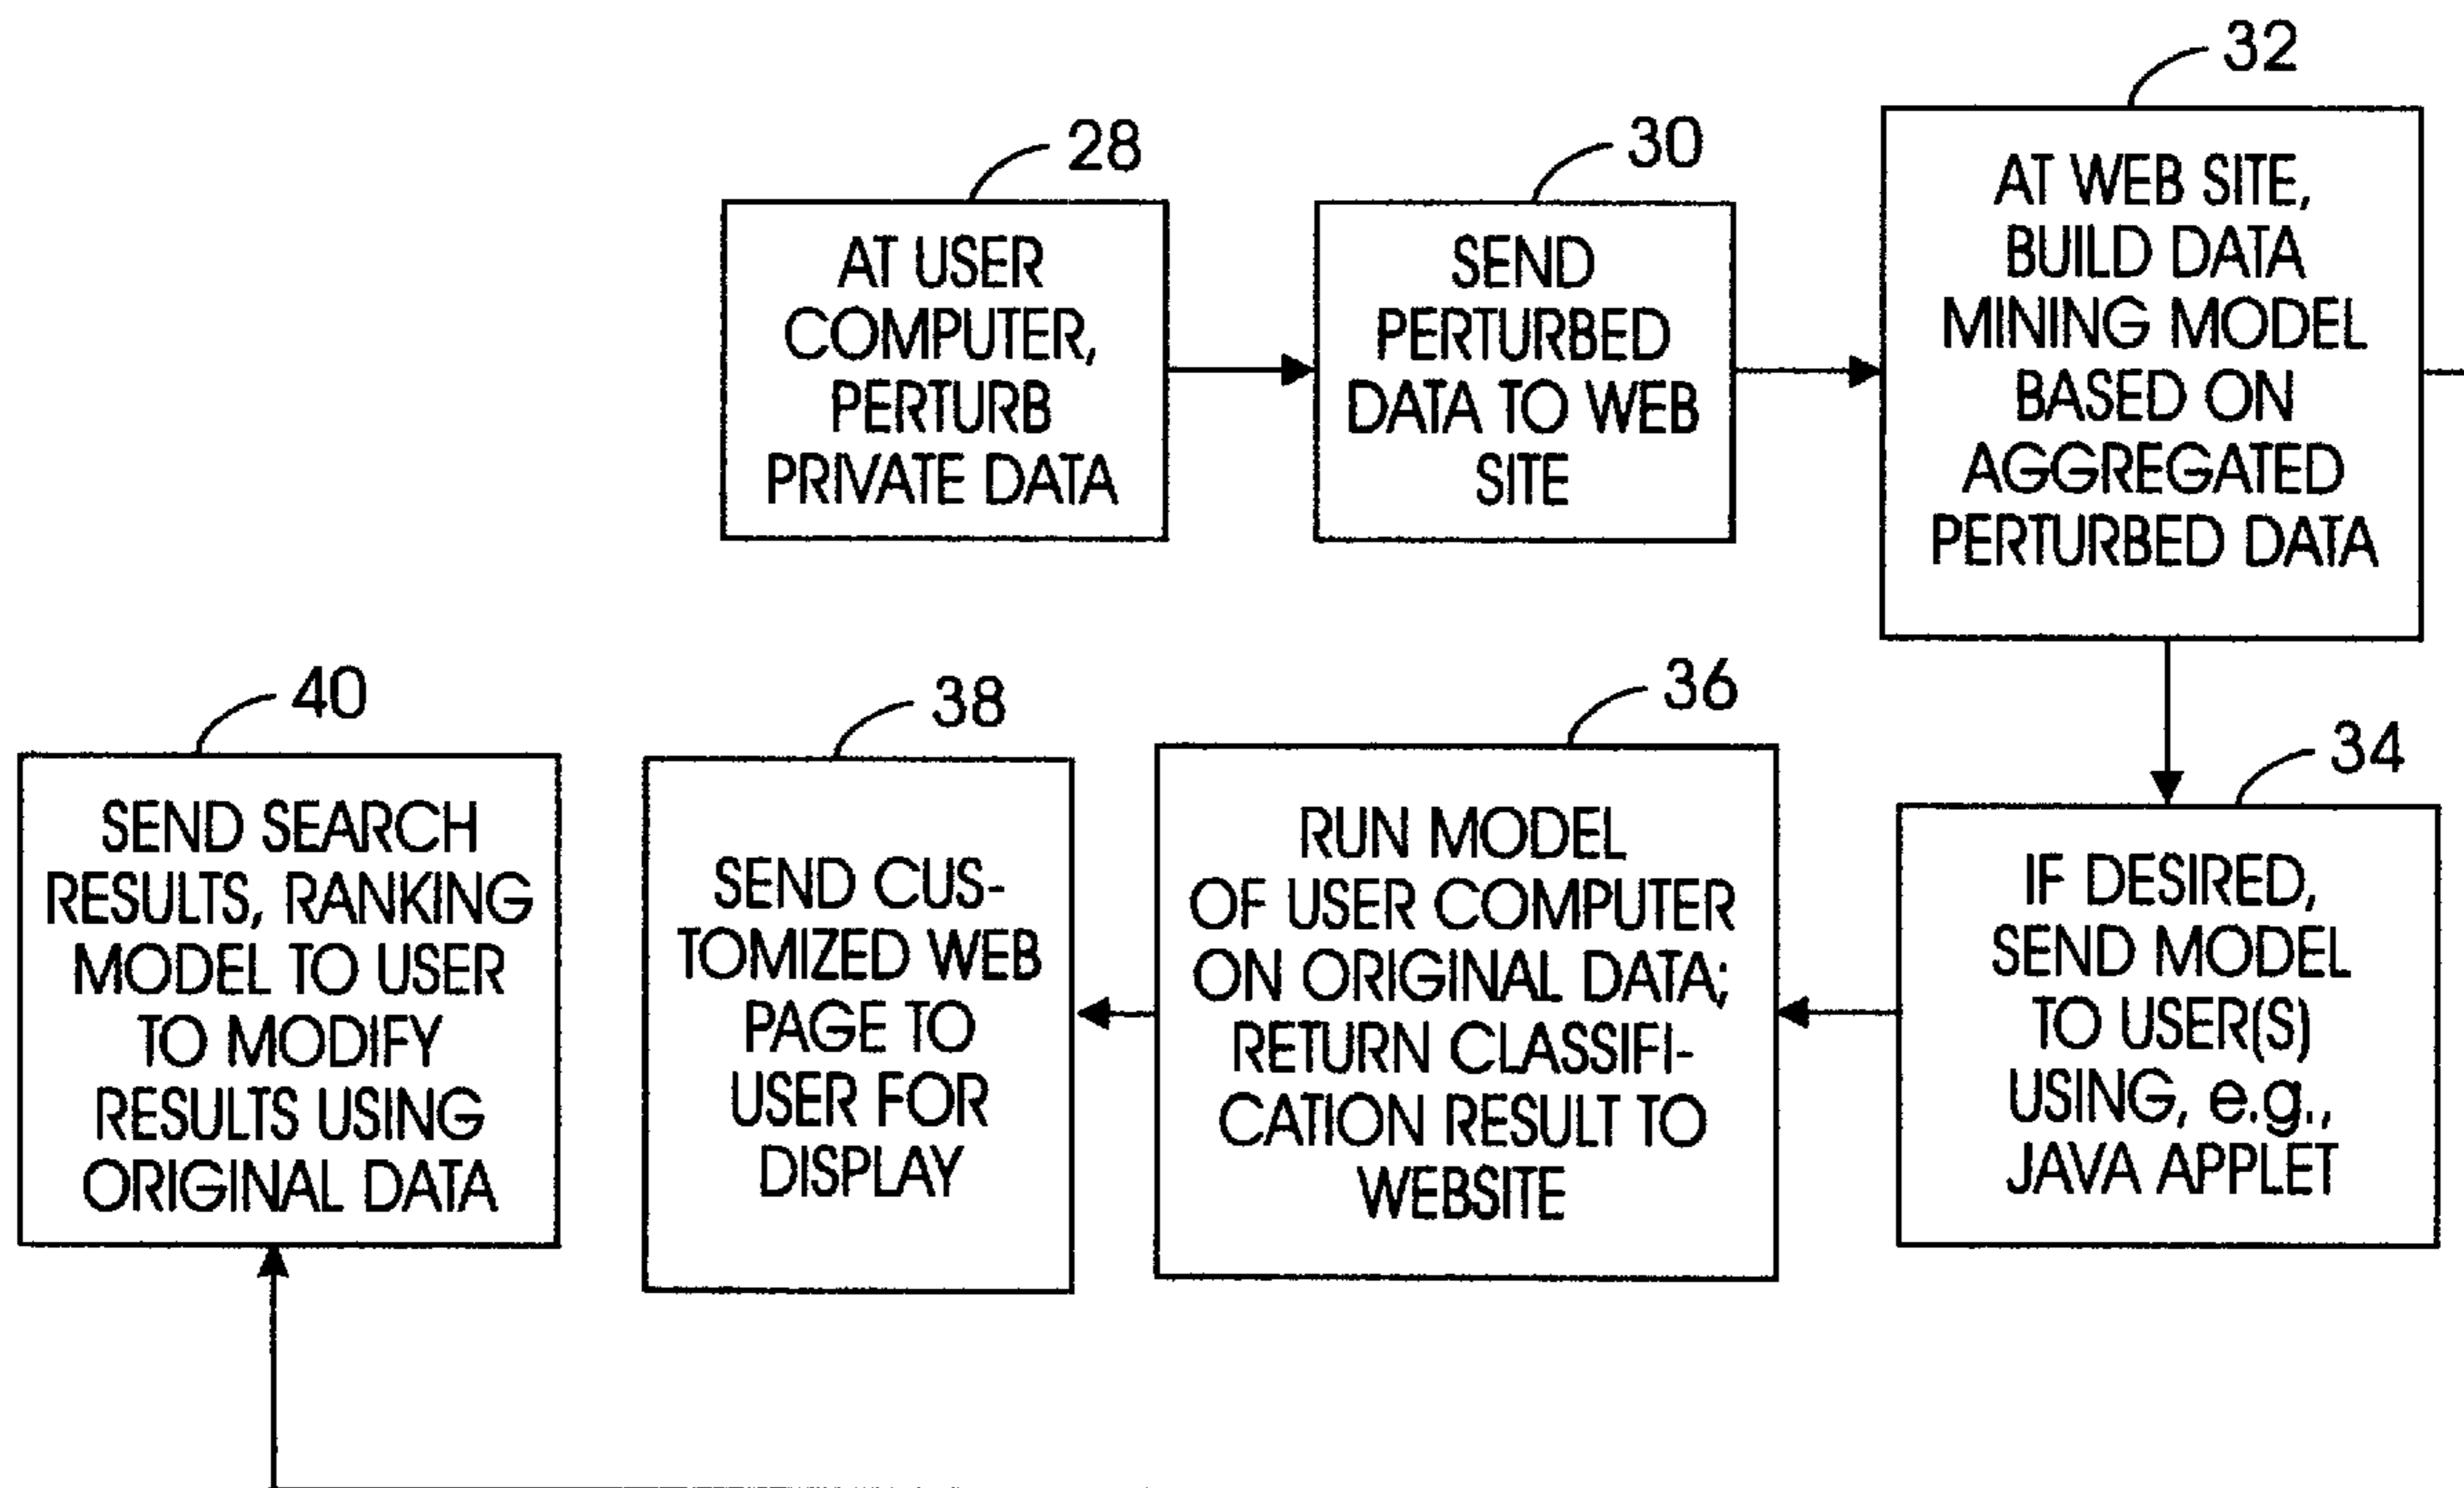 28
AT USER
COMPUTER,
PERTURB
PRIVATE DATA
30
SEND
PERTURBED
DATA TO WEB
SITE
32
AT WEB SITE,
BUILD DATA
MINING MODEL
BASED ON
AGGREGATED
PERTURBED DATA
34
IF DESIRED,
SEND MODEL
TO USER(S)
USING, e.g.,
JAVA APPLET
36
RUN MODEL
OF USER COMPUTER
ON ORIGINAL DATA;
RETURN CLASSIFI-
CATION RESULT TO
WEBSITE
38
SEND CUS-
TOMIZED WEB
PAGE TO
USER FOR
DISPLAY
40
SEND SEARCH
RESULTS, RANKING
MODEL TO USER
TO MODIFY
RESULTS USING
ORIGINAL DATA